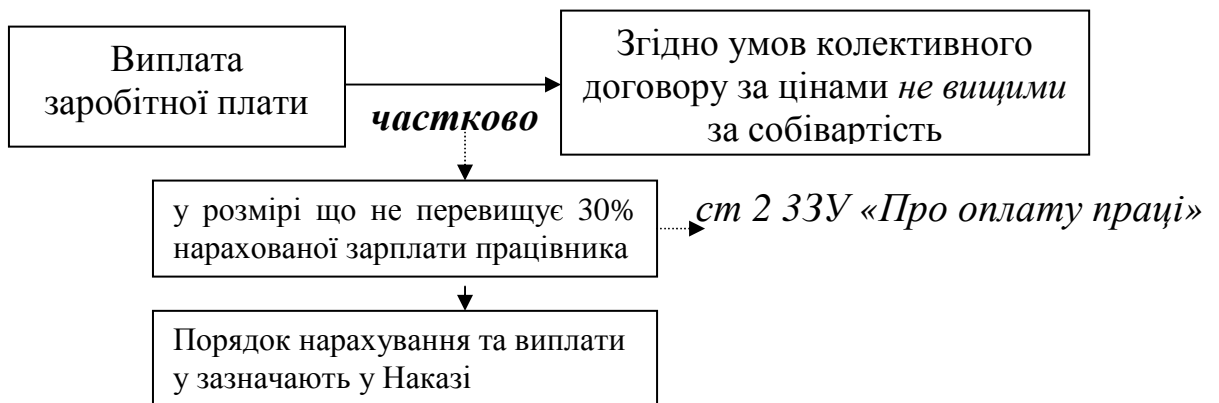 Виплата
заробітної плати
Згідно умов колективного
договору за цінами не вищими
за собівартість
частково
у розмірі що не перевищує 30%
нарахованої зарплати працівника
ст 2 ЗЗУ «Про оплату праці»
Порядок нарахування та виплати
у зазначають у Наказі